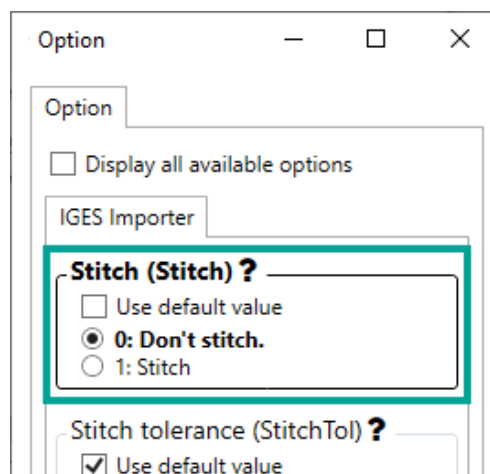 Option
Option
Display all available options
IGES Importer
Stitch (Stitch) ?
Use default value
0: Don't stitch.
1: Stitch
Stitch tolerance (StitchTol) ?
Use default value